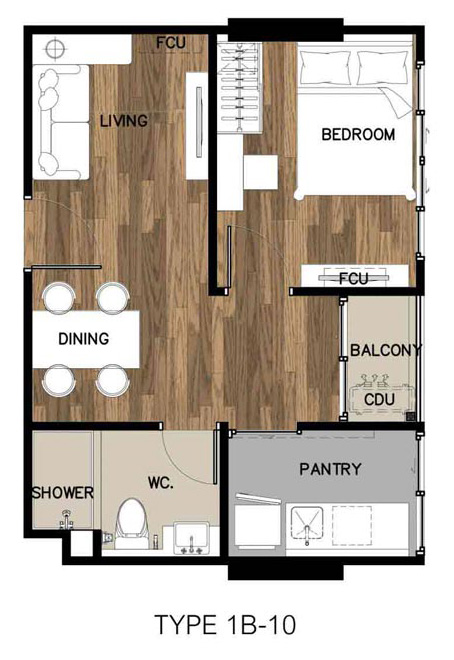 FCU
LIVING
BEDROOM
FCU
DINING
BALCONY
CDU
PANTRY
SHOWER
WC.
TYPE 1B-10